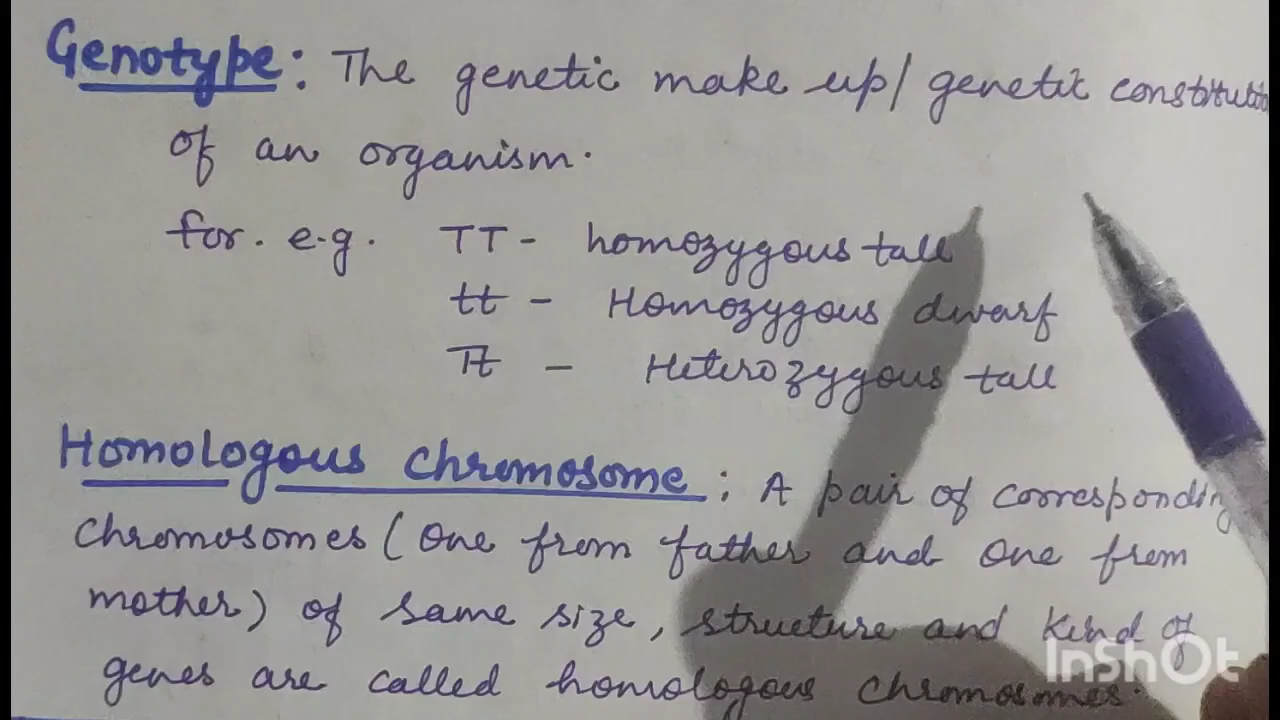 Genotype: The genetic make up/ genetic constitution
of an organism.
for. e.g. TT - homozygous tall
tt - Homozygous dwarf
Tt - Heterozygous tall
Homologous chromosome: A pair of corresponding
chromosomes (one from father and one from
mother) of same size, structure and kind of
genes are called homologous chromosomes.
InShOt